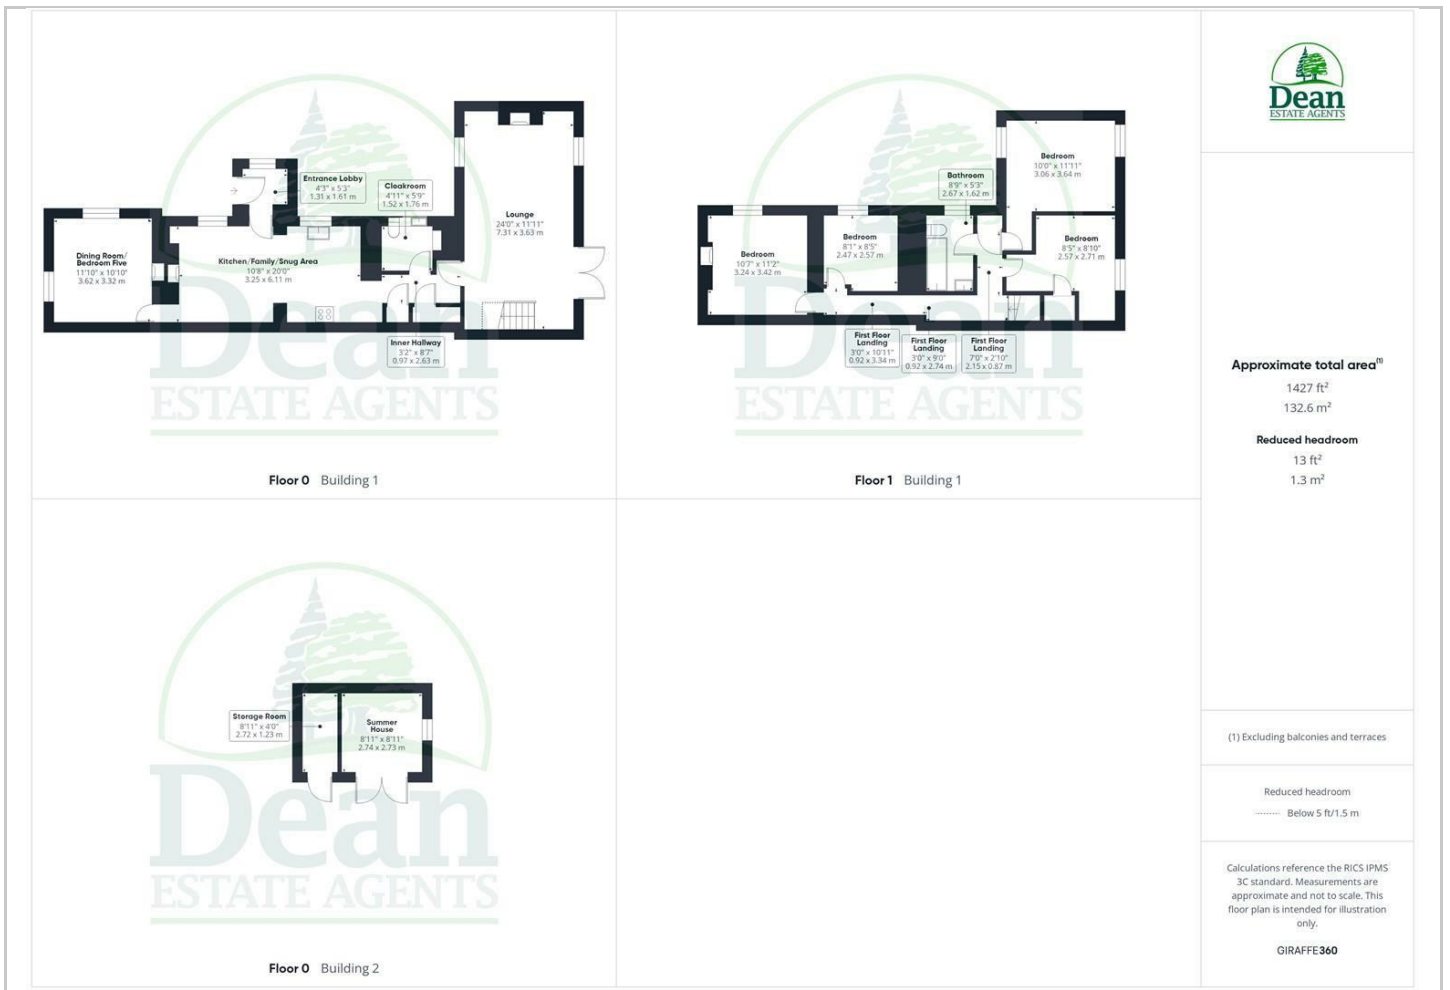 Entrance Lobby
4'3" x 5'3"
1.31 x 1.61 m
Cloakroom
4'11" x 5'9"
1.52 x 1.76 m
Lounge
24'0" x 11'11"
7.31 x 3.63 m
Dining Room/
Bedroom Five
11'10" x 10'10"
3.62 x 3.32 m
Kitchen/Family/Snug Area
10'8" x 20'0"
3.25 x 6.11 m
Inner Hallway
3'2" x 8'7"
0.97 x 2.63 m
Dean
ESTATE AGENTS
Floor 0 Building 1
Bedroom
10'0" x 11'11"
3.06 x 3.64 m
Bathroom
8'9" x 5'3"
2.67 x 1.62 m
Bedroom
10'7" x 11'2"
3.24 x 3.42 m
Bedroom
8'1" x 8'5"
2.47 x 2.57 m
Bedroom
8'5" x 8'10"
2.57 x 2.71 m
First Floor
Landing
3'0" x 10'11"
0.92 x 3.34 m
First Floor
Landing
3'0" x 9'0"
0.92 x 2.74 m
First Floor
Landing
7'0" x 2'10"
2.15 x 0.87 m
Dean
ESTATE AGENTS
Floor 1 Building 1
Storage Room
8'11" x 4'0"
2.72 x 1.23 m
Summer
House
8'11" x 8'11"
2.74 x 2.73 m
Dean
ESTATE AGENTS
Floor 0 Building 2
Dean
ESTATE AGENTS
Approximate total area(1)
1427 ft²
132.6 m²
Reduced headroom
13 ft²
1.3 m²
(1) Excluding balconies and terraces
Reduced headroom
Below 5 ft/1.5 m
Calculations reference the RICS IPMS
3C standard. Measurements are
approximate and not to scale. This
floor plan is intended for illustration
only.
GIRAFFE360